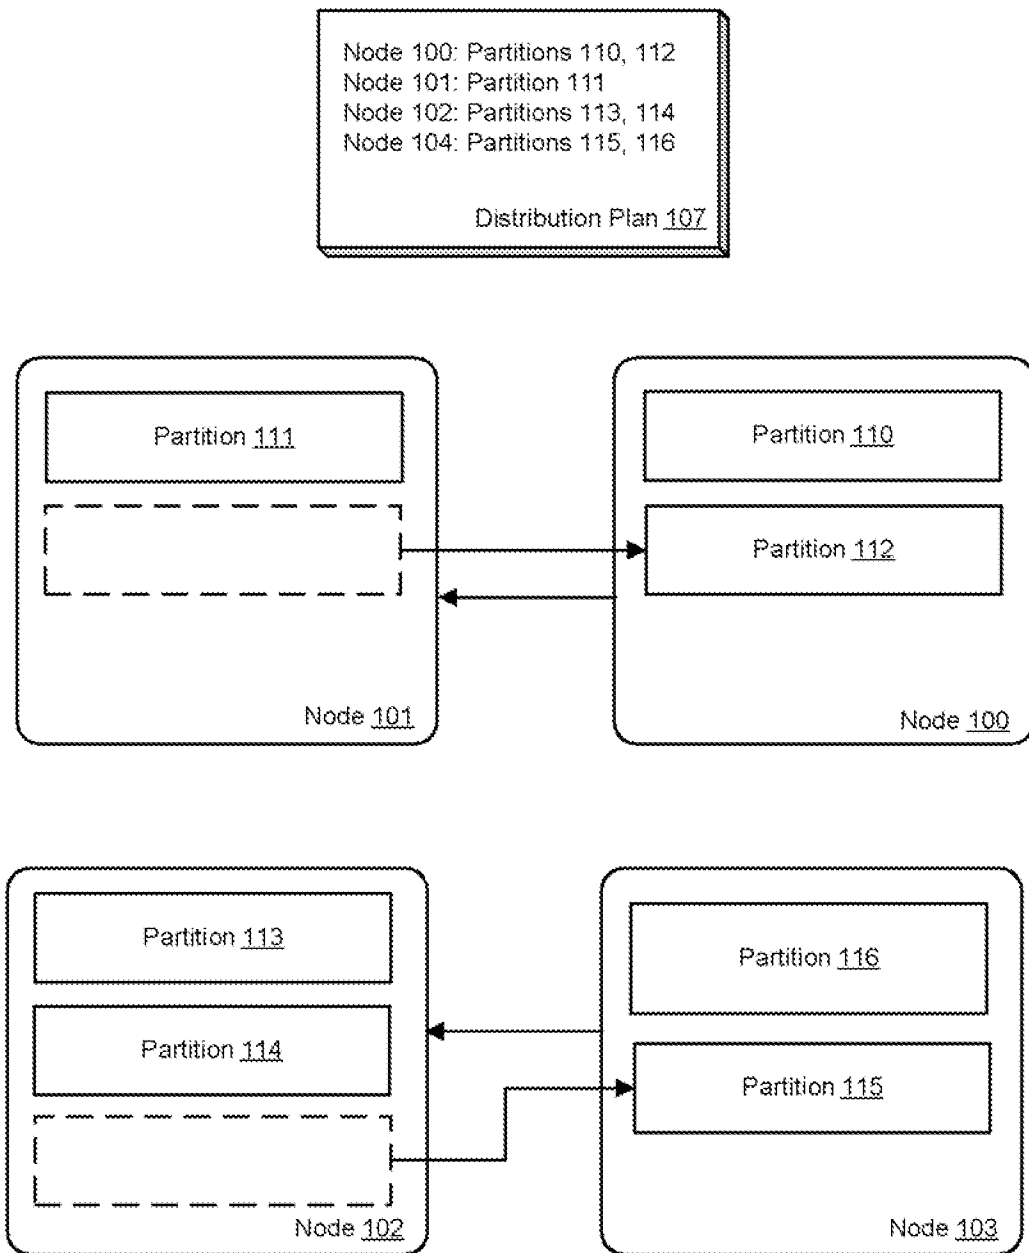 Node 100: Partitions 110, 112
Node 101: Partition 111
Node 102: Partitions 113, 114
Node 104: Partitions 115, 116
Distribution Plan 107
Partition 111
Node 101
Partition 110
Partition 112
Node 100
Partition 113
Partition 114
Node 102
Partition 116
Partition 115
Node 103